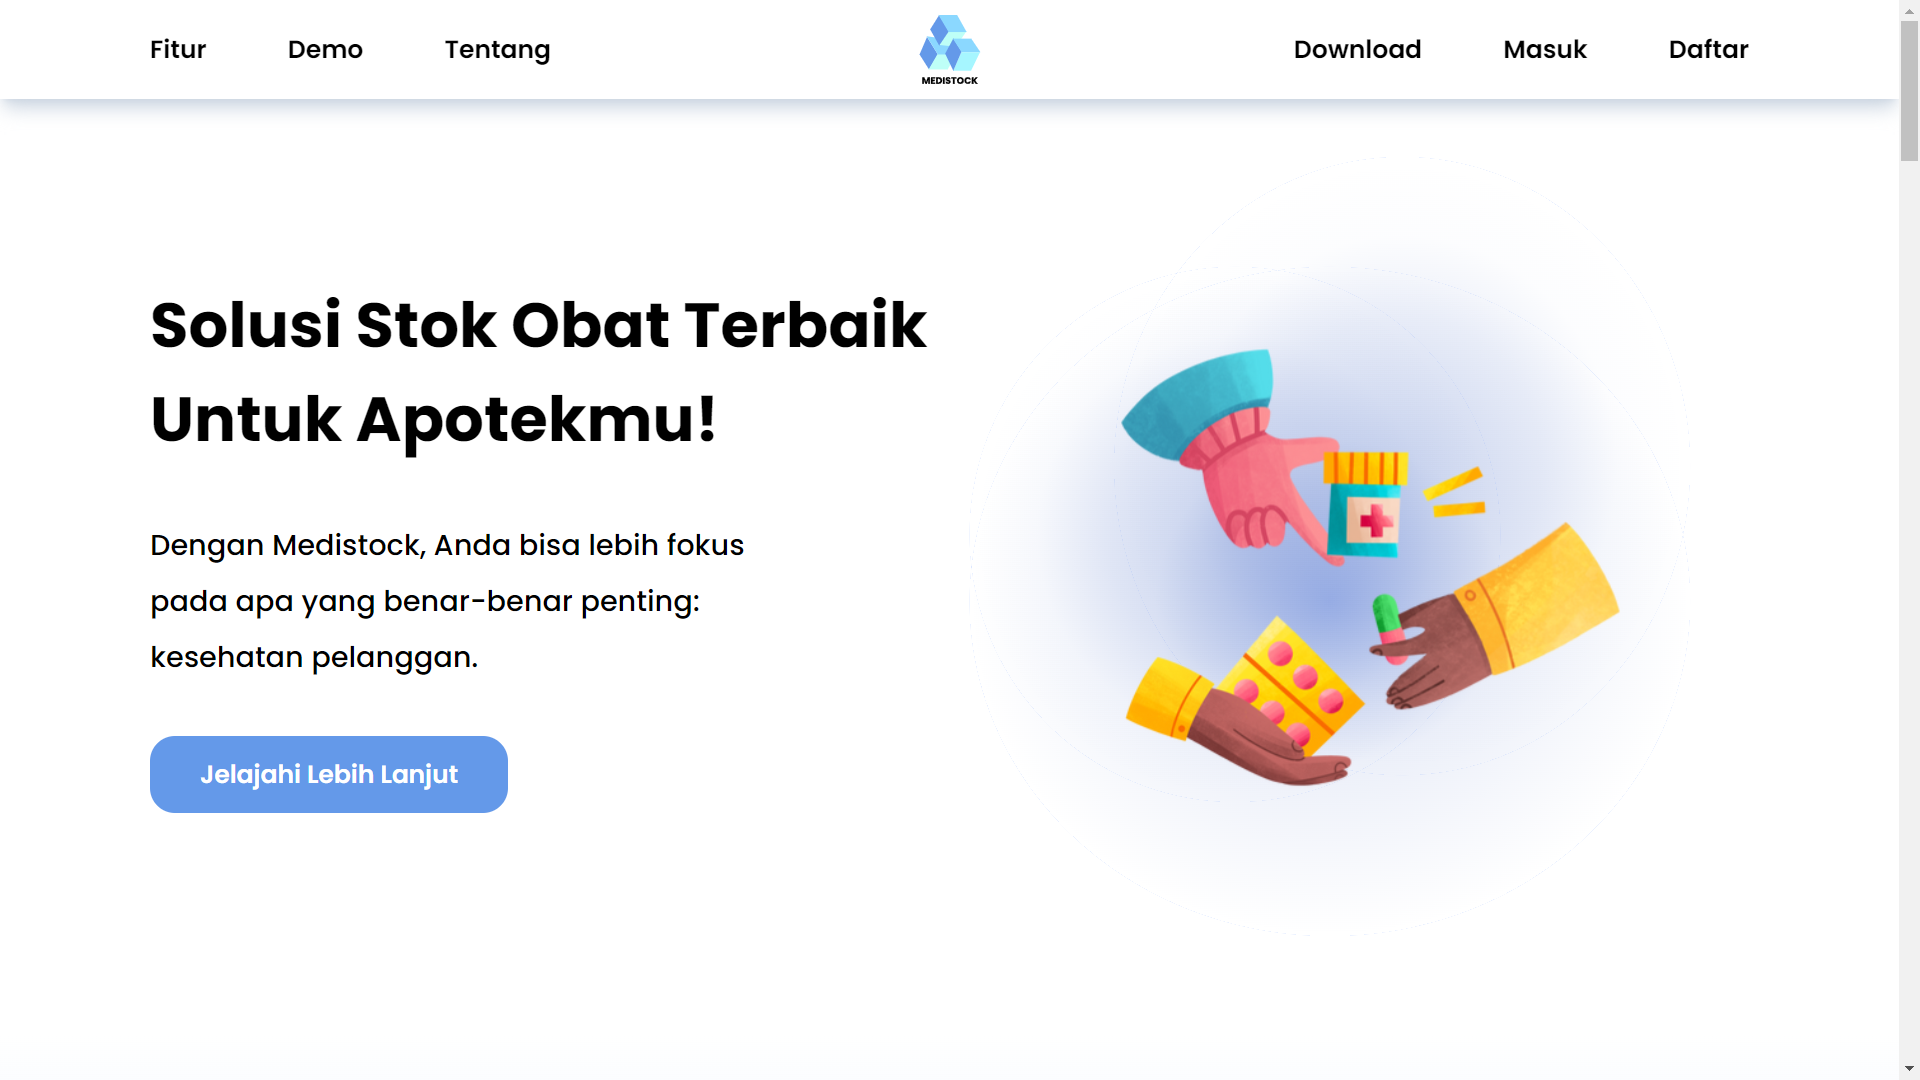 Fitur Demo Tentang MEDISTOCK Download Masuk Daftar
Solusi Stok Obat Terbaik
Untuk Apotekmu!
Dengan Medistock, Anda bisa lebih fokus
pada apa yang benar-benar penting:
kesehatan pelanggan.
Jelajahi Lebih Lanjut